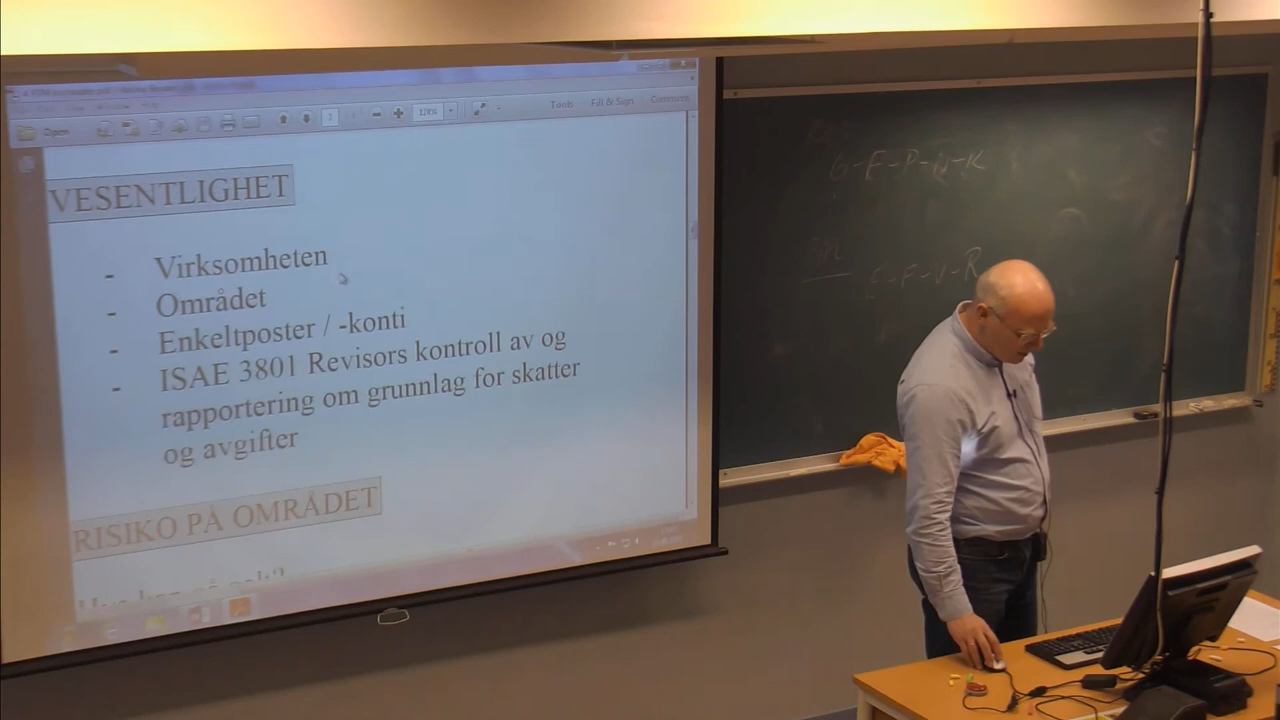 Open
Tools
Fill & Sign
Comment
VESENTLIGHET
- Virksomheten
- Området
- Enkeltposter / -konti
- ISAE 3801 Revisors kontroll av og
rapportering om grunnlag for skatter
og avgifter
RISIKO PÅ OMRÅDET
G-F-P-N-K
-F-V-R